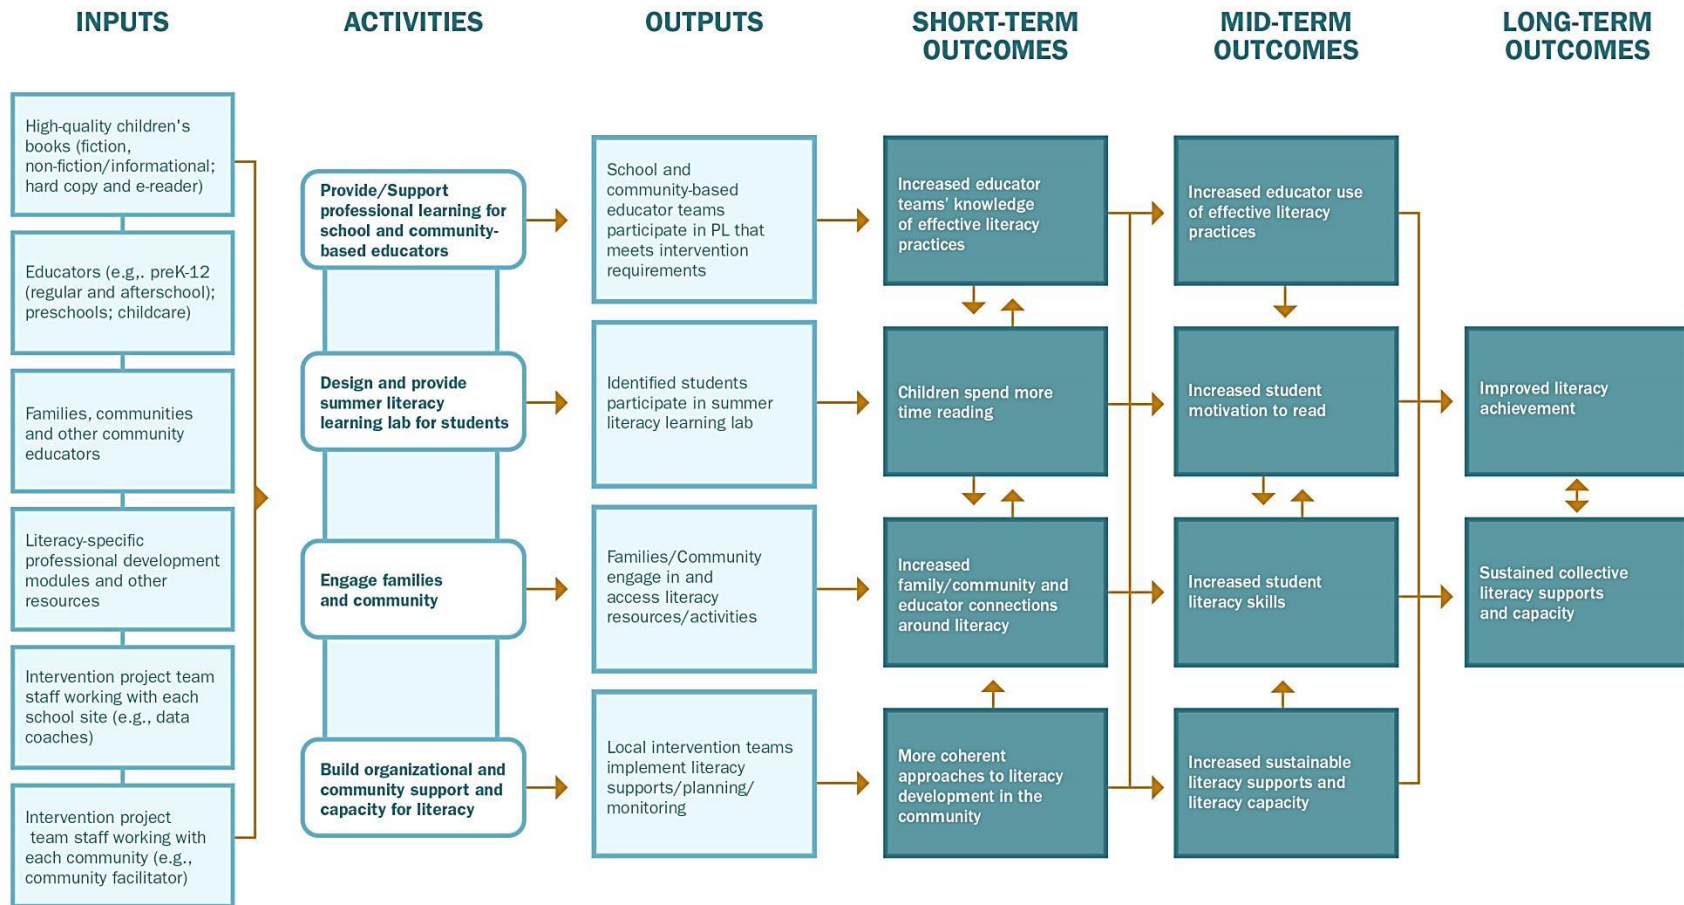 INPUTS
ACTIVITIES
OUTPUTS
SHORT-TERM
OUTCOMES
MID-TERM
OUTCOMES
LONG-TERM
OUTCOMES
High-quality children's
books (fiction,
non-fiction/informational;
hard copy and e-reader)
Educators (e.g,. preK-12
(regular and afterschool);
preschools; childcare)
Families, communities
and other community
educators
Literacy-specific
professional development
modules and other
resources
Intervention project team
staff working with each
school site (e.g., data
coaches)
Intervention project
team staff working with
each community (e.g.,
community facilitator)
Provide/Support
professional learning for
school and community-
based educators
Design and provide
summer literacy
learning lab for students
Engage families
and community
Build organizational and
community support and
capacity for literacy
School and
community-based
educator teams
participate in PL that
meets intervention
requirements
Identified students
participate in summer
literacy learning lab
Families/Community
engage in and
access literacy
resources/activities
Local intervention teams
implement literacy
supports/planning/
monitoring
Increased educator
teams’ knowledge
of effective literacy
practices
Children spend more
time reading
Increased
family/community and
educator connections
around literacy
More coherent
approaches to literacy
development in the
community
Increased educator use
of effective literacy
practices
Increased student
motivation to read
Increased student
literacy skills
Increased sustainable
literacy supports and
literacy capacity
Improved literacy
achievement
Sustained collective
literacy supports
and capacity